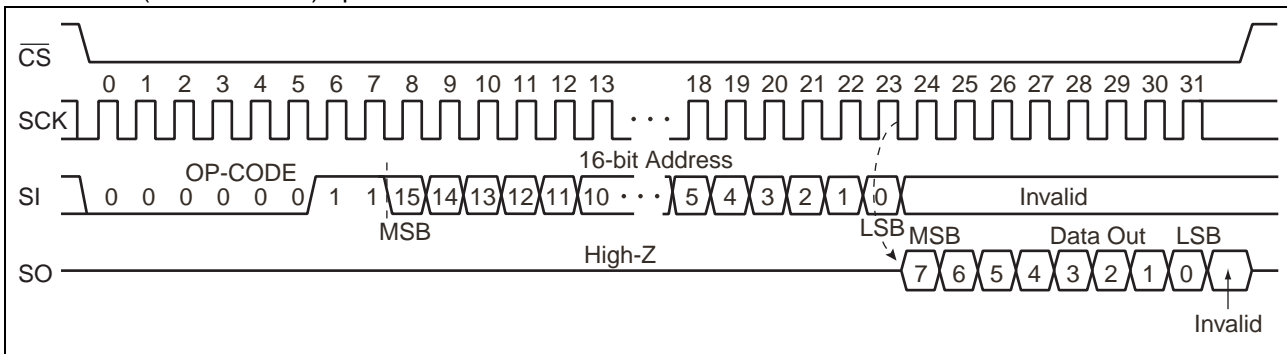 CS
0 1 2 3 4 5 6 7 8 9 10 11 12 13 18 19 20 21 22 23 24 25 26 27 28 29 30 31
SCK
OP-CODE 16-bit Address
SI 0 0 0 0 0 0 1 1 15 14 13 12 11 10 ··· 5 4 3 2 1 0 Invalid
MSB LSB MSB Data Out LSB
High-Z
SO 7 6 5 4 3 2 1 0
Invalid